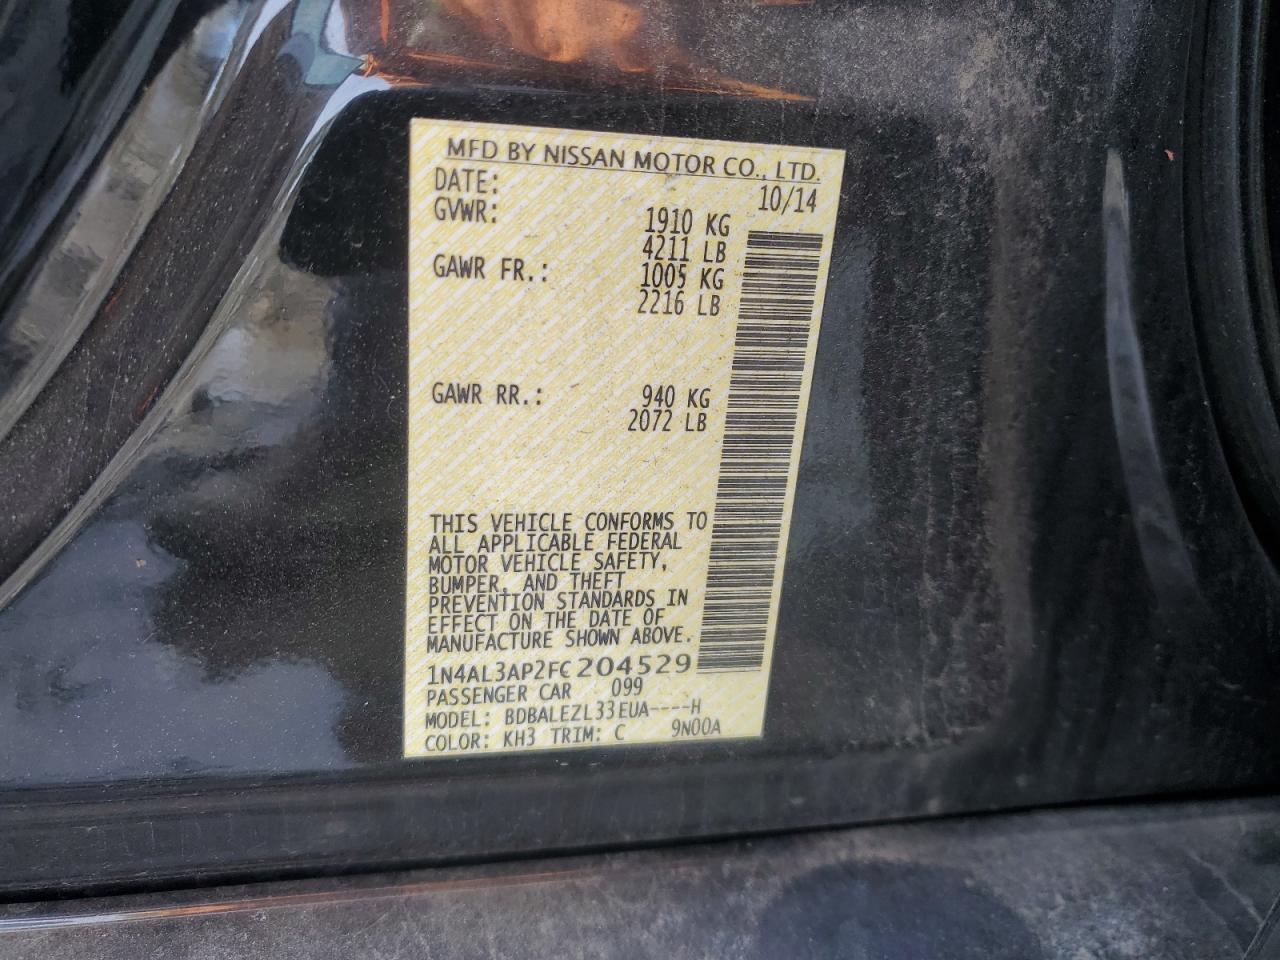 MFD BY NISSAN MOTOR CO., LTD.
DATE: 10/14
GVWR: 1910 KG
4211 LB
GAWR FR.: 1005 KG
2216 LB
GAWR RR.: 940 KG
2072 LB
THIS VEHICLE CONFORMS TO
ALL APPLICABLE FEDERAL
MOTOR VEHICLE SAFETY,
BUMPER, AND THEFT
PREVENTION STANDARDS IN
EFFECT ON THE DATE OF
MANUFACTURE SHOWN ABOVE.
1N4AL3AP2FC204529
PASSENGER CAR 099
MODEL: BDBALEZL33EUA----H
COLOR: KH3 TRIM: C 9N00A